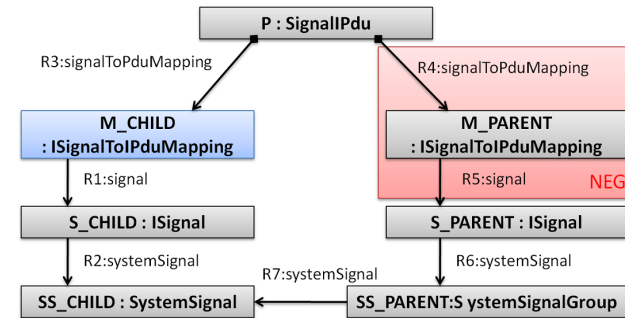 P : SignalIPdu
R3:signalToPduMapping
R4:signalToPduMapping
M_CHILD
: ISignalToIPduMapping
M_PARENT
: ISignalToIPduMapping
R1:signal
R5:signal
NEG
S_CHILD : ISignal
S_PARENT : ISignal
R2:systemSignal
R6:systemSignal
R7:systemSignal
SS_CHILD : SystemSignal
SS_PARENT:S ystemSignalGroup